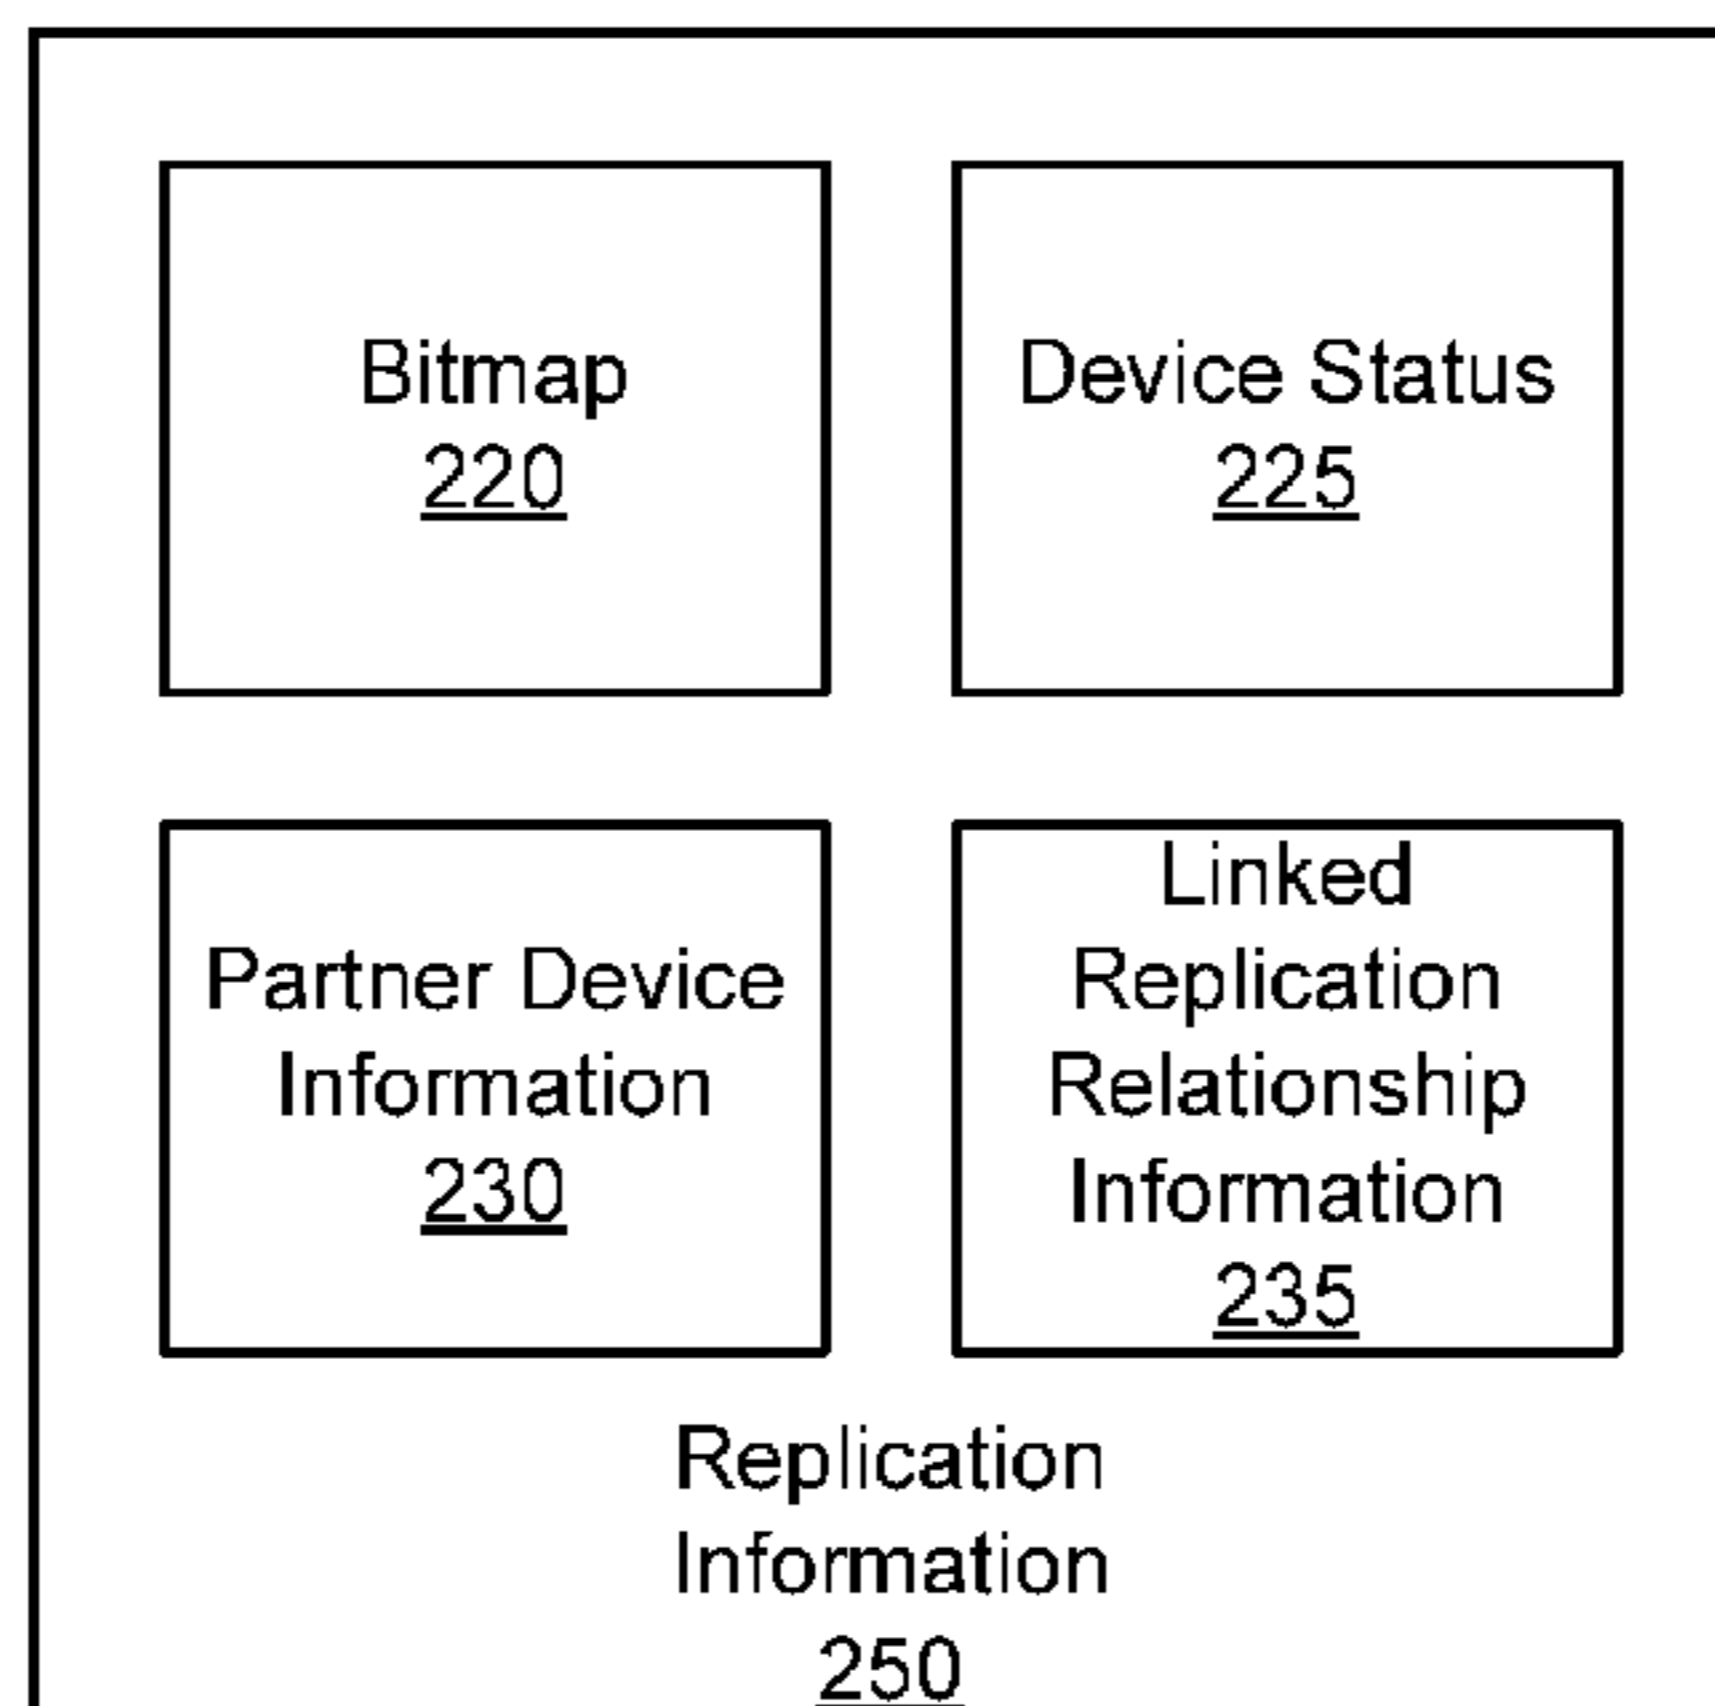 Bitmap
220
Device Status
225
Partner Device
Information
230
Linked
Replication
Relationship
Information
235
Replication
Information
250